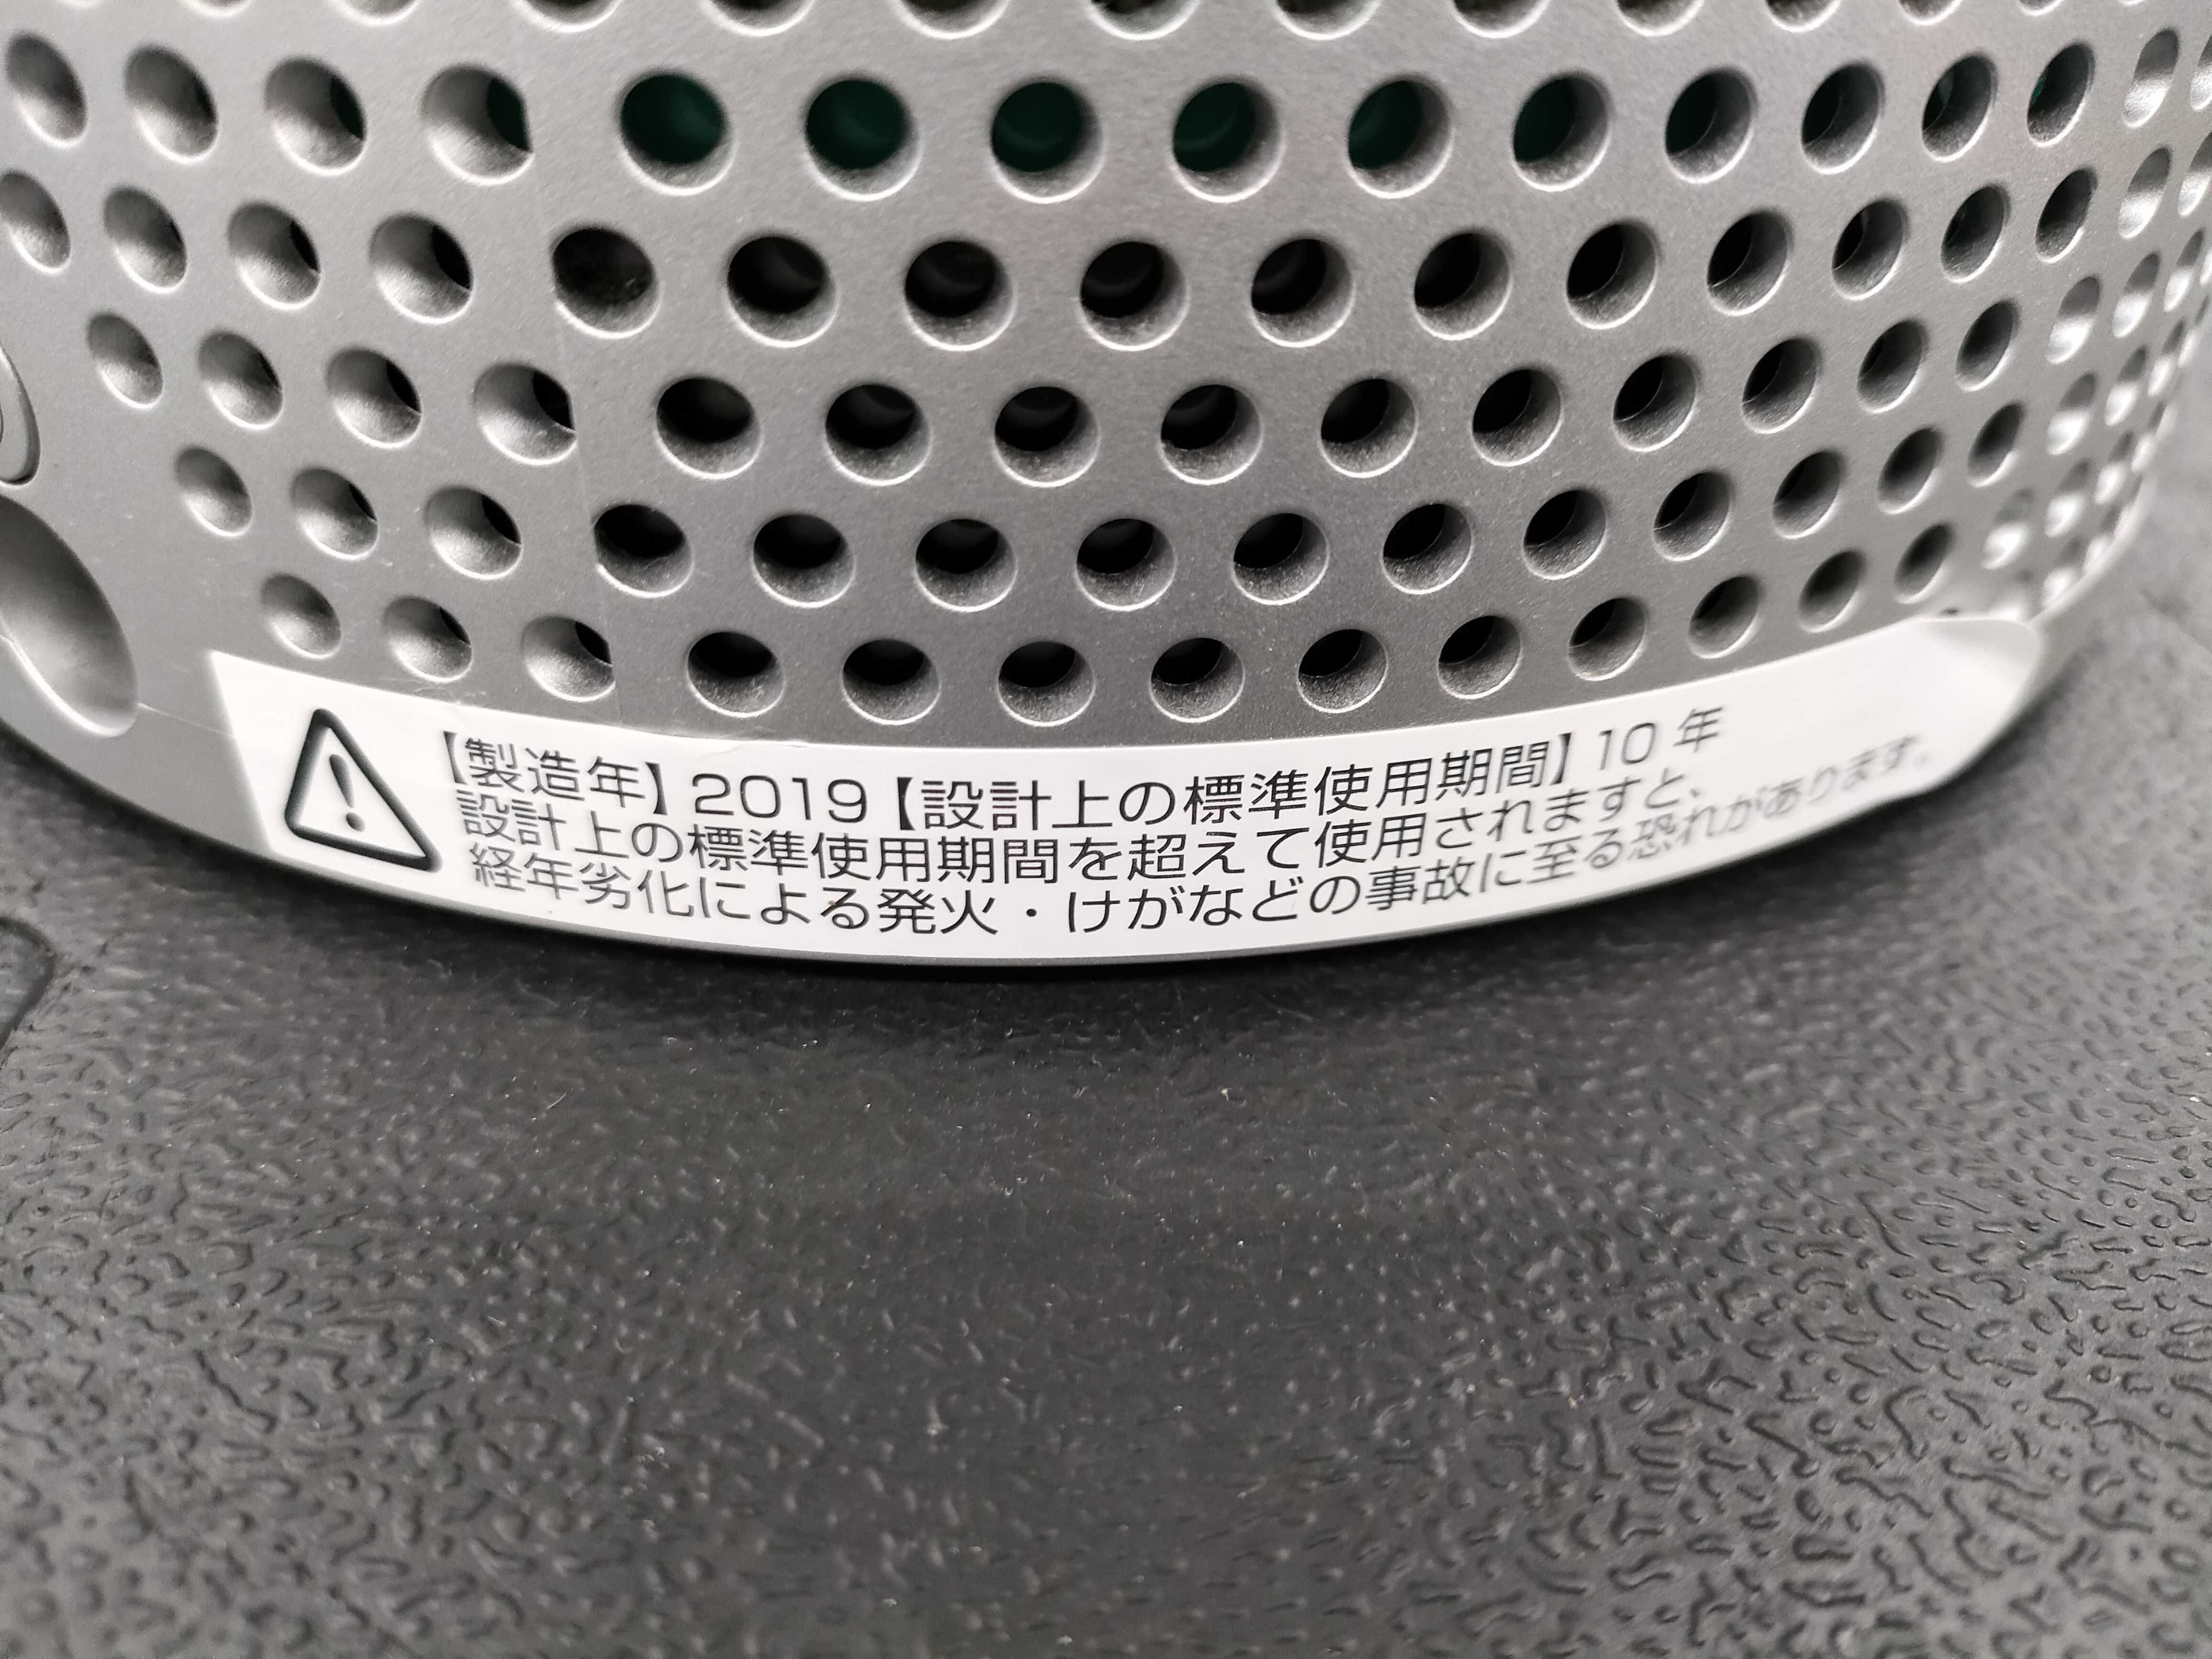 【製造年】2019【設計上の標準使用期間】10 年
設計上の標準使用期間を超えて使用されますと、
経年劣化による発火・けがなどの事故に至る恐れがあります。